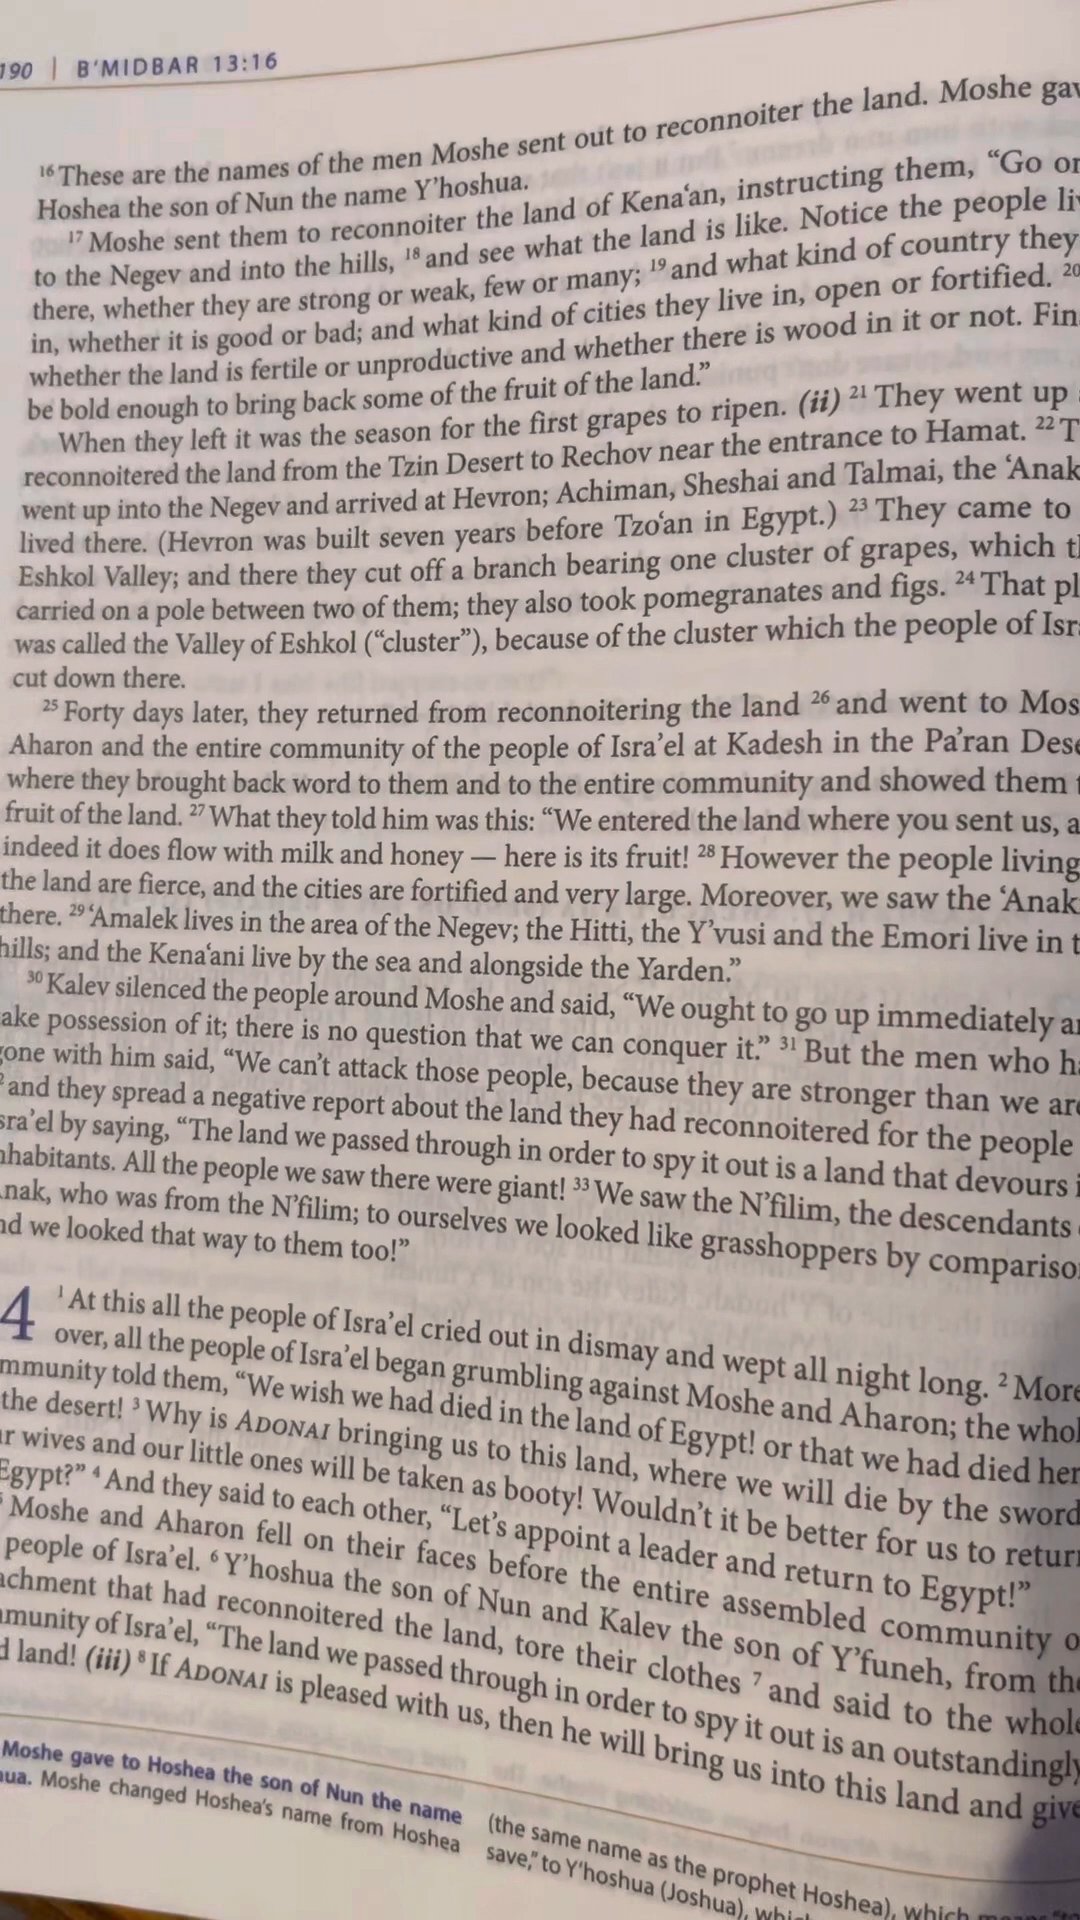 190 | B'MIDBAR 13:16
16 These are the names of the men Moshe sent out to reconnoiter the land. Moshe
Hoshea the son of Nun the name Y'hoshua.
17 Moshe sent them to reconnoiter the land of Kena‘an, instructing them, “Go
to the Negev and into the hills, 18 and see what the land is like. Notice the people
there, whether they are strong or weak, few or many; 19 and what kind of country they
in, whether it is good or bad; and what kind of cities they live in, open or fortified. 20
whether the land is fertile or unproductive and whether there is wood in it or not.
be bold enough to bring back some of the fruit of the land.”
When they left it was the season for the first grapes to ripen. (ii) 21 They went up
reconnoitered the land from the Tzin Desert to Rechov near the entrance to Hamat. 22
went up into the Negev and arrived at Hevron; Achiman, Sheshai and Talmai, the
lived there. (Hevron was built seven years before Tzo‘an in Egypt.) 23 They came to
Eshkol Valley; and there they cut off a branch bearing one cluster of grapes, which
carried on a pole between two of them; they also took pomegranates and figs. 24 That
was called the Valley of Eshkol (“cluster”), because of the cluster which the people of
cut down there.
25 Forty days later, they returned from reconnoitering the land 26 and went to
Aharon and the entire community of the people of Isra’el at Kadesh in the Pa’ran
where they brought back word to them and to the entire community and showed them
fruit of the land. 27 What they told him was this: “We entered the land where you sent us,
indeed it does flow with milk and honey — here is its fruit! 28 However the people living
the land are fierce, and the cities are fortified and very large. Moreover, we saw the
there. 29 ‘Amalek lives in the area of the Negev; the Hitti, the Y’vusi and the Emori live in
hills; and the Kena‘ani live by the sea and alongside the Yarden.”
30 Kalev silenced the people around Moshe and said, “We ought to go up immediately
ake possession of it; there is no question that we can conquer it.” 31 But the men who
gone with him said, “We can’t attack those people, because they are stronger than we
and they spread a negative report about the land they had reconnoitered for the people
sra’el by saying, “The land we passed through in order to spy it out is a land that devours
nhabitants. All the people we saw there were giant! 33 We saw the N’filim, the descendants
nak, who was from the N’filim; to ourselves we looked like grasshoppers by
nd we looked that way to them too!”
4 1 At this all the people of Isra’el cried out in dismay and wept all night long. 2 More
over, all the people of Isra’el began grumbling against Moshe and Aharon; the
mmunity told them, “We wish we had died in the land of Egypt! or that we had died
the desert! 3 Why is ADONAI bringing us to this land, where we will die by the sword
wives and our little ones will be taken as booty! Wouldn’t it be better for us to
Egypt?” 4 And they said to each other, “Let’s appoint a leader and return to Egypt!”
Moshe and Aharon fell on their faces before the entire assembled community
people of Isra’el. 6 Y’hoshua the son of Nun and Kalev the son of Y’funeh, from
achment that had reconnoitered the land, tore their clothes 7 and said to the
mmunity of Isra’el, “The land we passed through in order to spy it out is an outstandingly
d land! (iii) 8 If ADONAI is pleased with us, then he will bring us into this land and give
Moshe gave to Hoshea the son of Nun the name
ua. Moshe changed Hoshea’s name from Hoshea
(the same name as the prophet Hoshea), which
save,” to Y’hoshua (Joshua),